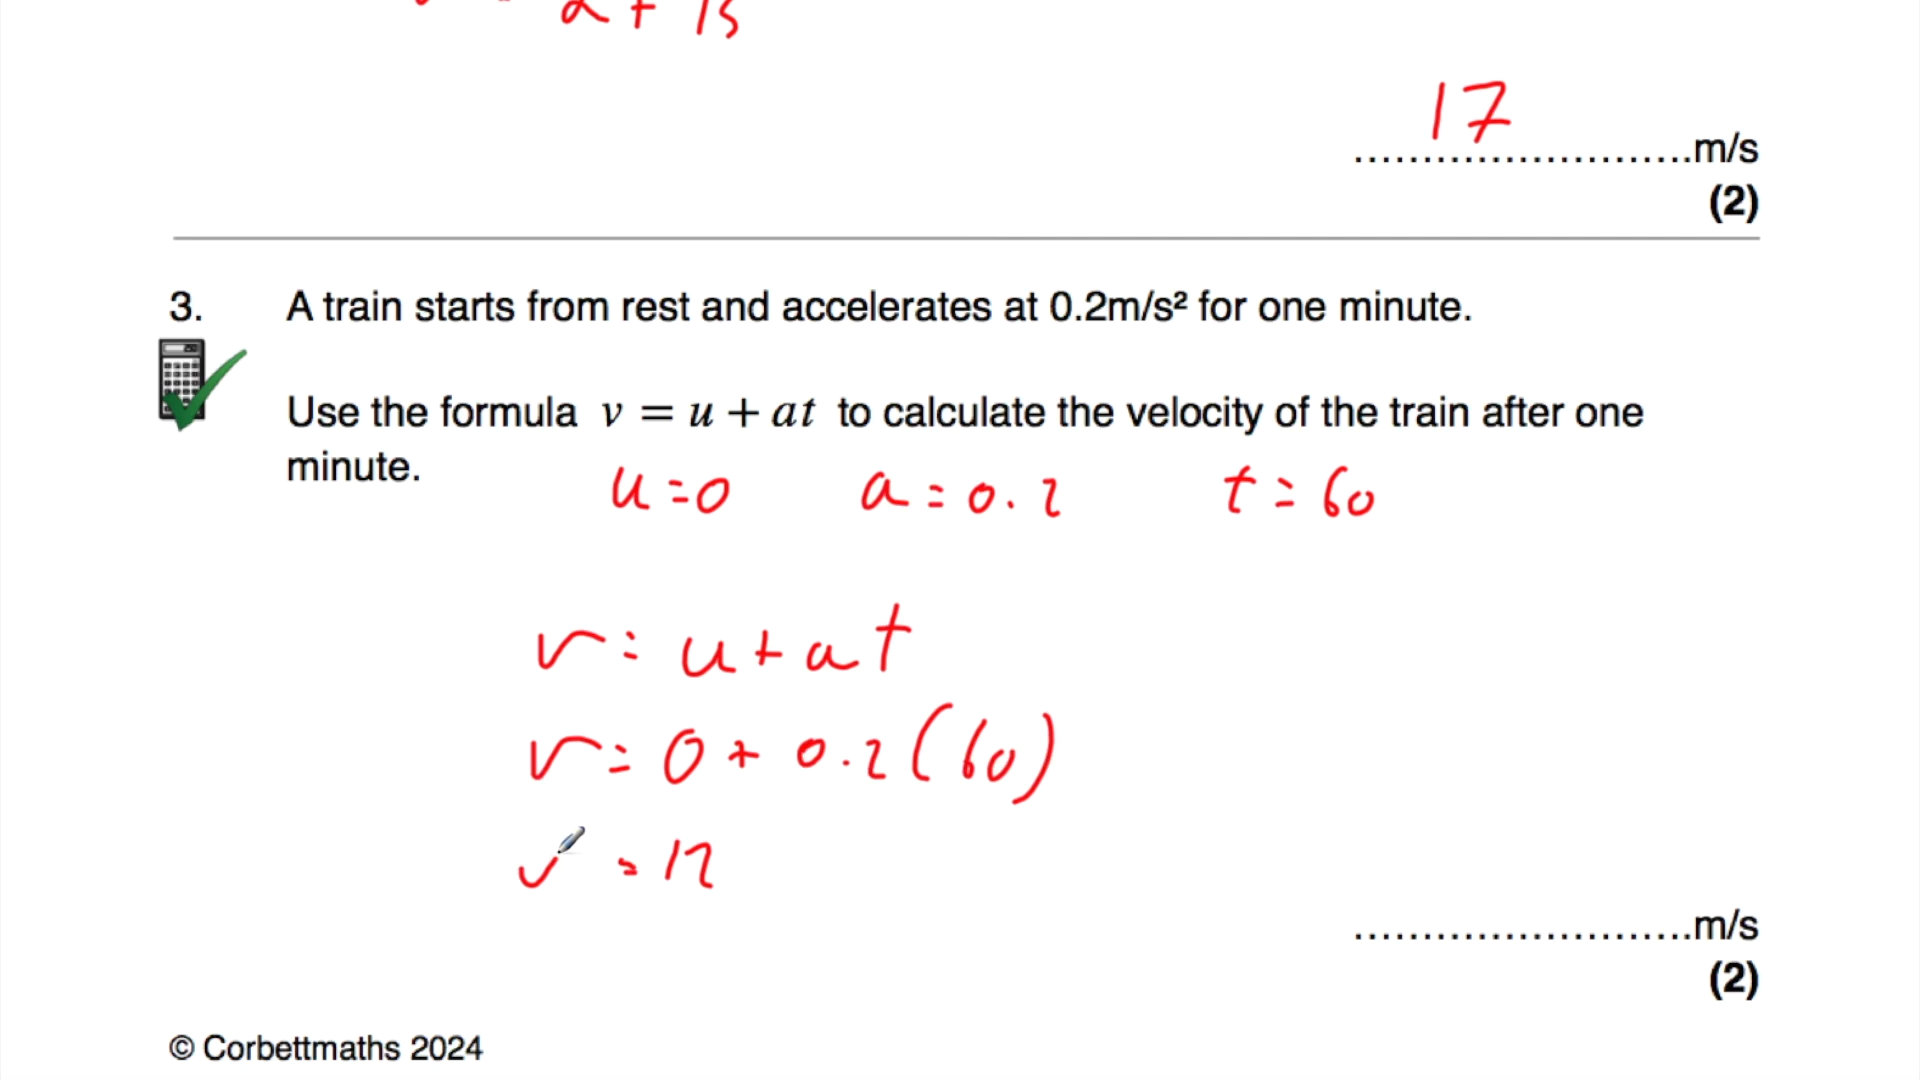 2 + 15
17
.........................m/s
(2)
3. A train starts from rest and accelerates at 0.2m/s² for one minute.
Use the formula v = u + at to calculate the velocity of the train after one
minute.
u=0 a=0.2 t=60
v = u + at
v = 0 + 0.2(60)
v = 12
.........................m/s
(2)
© Corbettmaths 2024